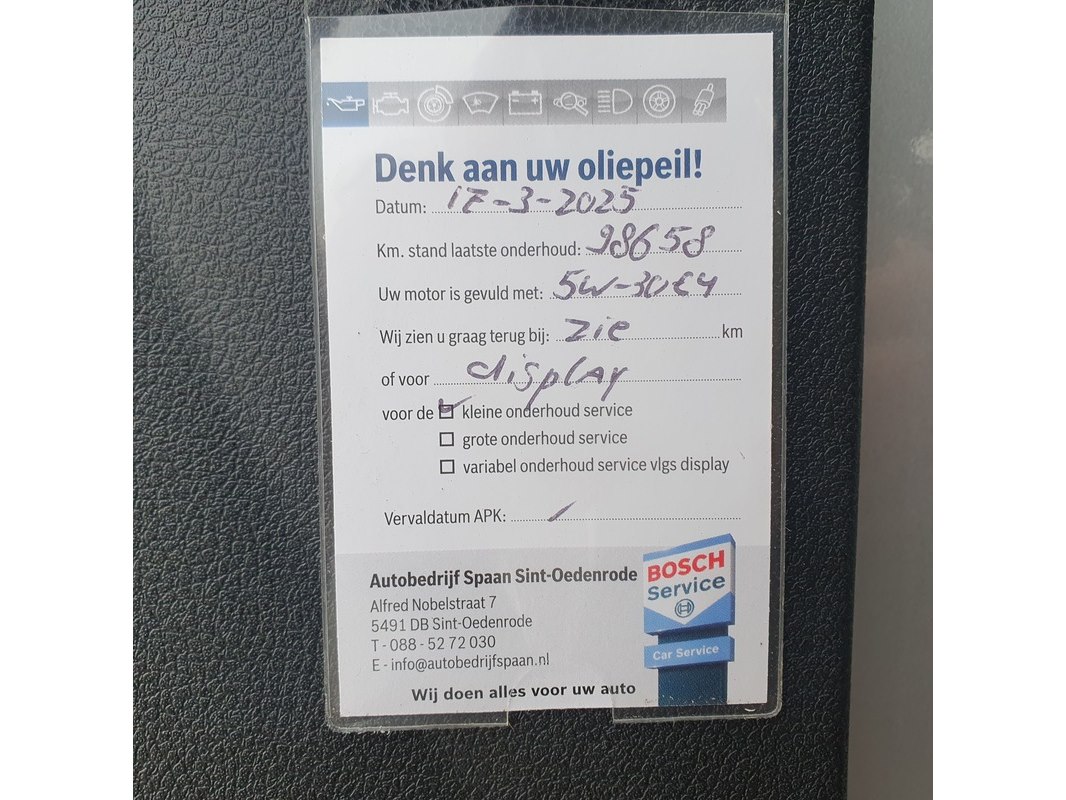 Denk aan uw oliepeil!
Datum: 17-3-2025
Km. stand laatste onderhoud: 98658
Uw motor is gevuld met: 5W-30 C4
Wij zien u graag terug bij: zie km
of voor display
voor de ✓ kleine onderhoud service
☐ grote onderhoud service
☐ variabel onderhoud service vlgs display
Vervaldatum APK: /
Autobedrijf Spaan Sint-Oedenrode
Alfred Nobelstraat 7
5491 DB Sint-Oedenrode
T - 088 - 52 72 030
E - info@autobedrijfspaan.nl
Wij doen alles voor uw auto
BOSCH
Service
Car Service